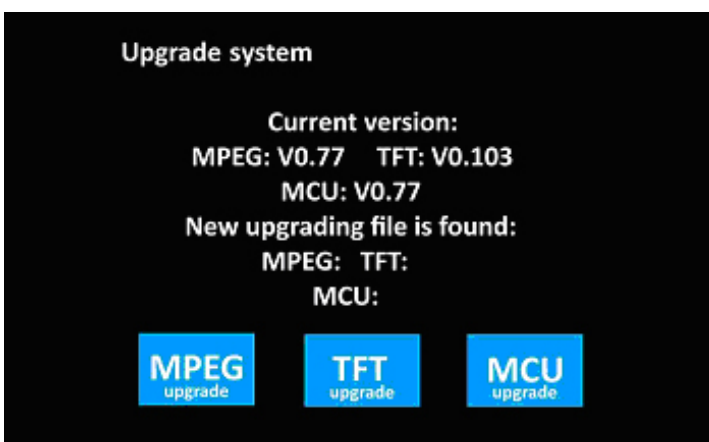 Upgrade system
Current version:
MPEG: V0.77 TFT: V0.103
MCU: V0.77
New upgrading file is found:
MPEG: TFT:
MCU:
MPEG TFT MCU
upgrade upgrade upgrade